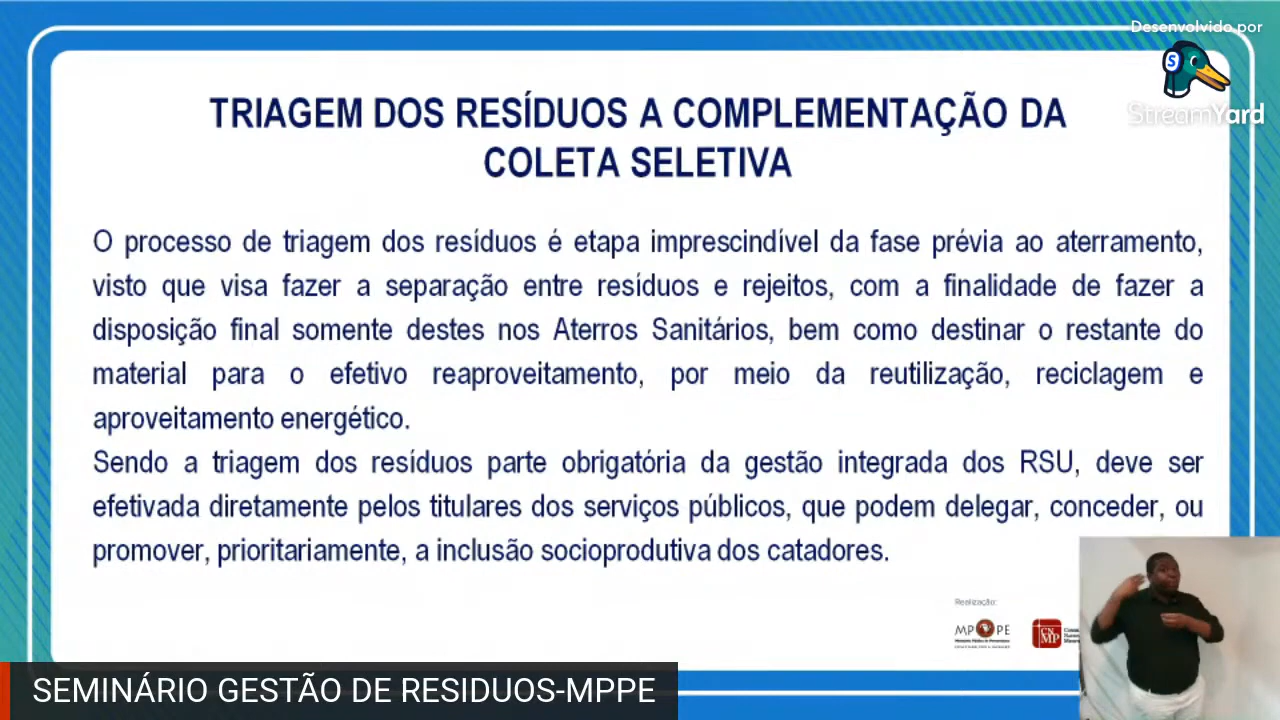 Desenvolvido por
StreamYard
TRIAGEM DOS RESÍDUOS A COMPLEMENTAÇÃO DA
COLETA SELETIVA
O processo de triagem dos resíduos é etapa imprescindível da fase prévia ao aterramento,
visto que visa fazer a separação entre resíduos e rejeitos, com a finalidade de fazer a
disposição final somente destes nos Aterros Sanitários, bem como destinar o restante do
material para o efetivo reaproveitamento, por meio da reutilização, reciclagem e
aproveitamento energético.
Sendo a triagem dos resíduos parte obrigatória da gestão integrada dos RSU, deve ser
efetivada diretamente pelos titulares dos serviços públicos, que podem delegar, conceder, ou
promover, prioritariamente, a inclusão socioprodutiva dos catadores.
Realização:
MPPE
CNMP
SEMINÁRIO GESTÃO DE RESIDUOS-MPPE